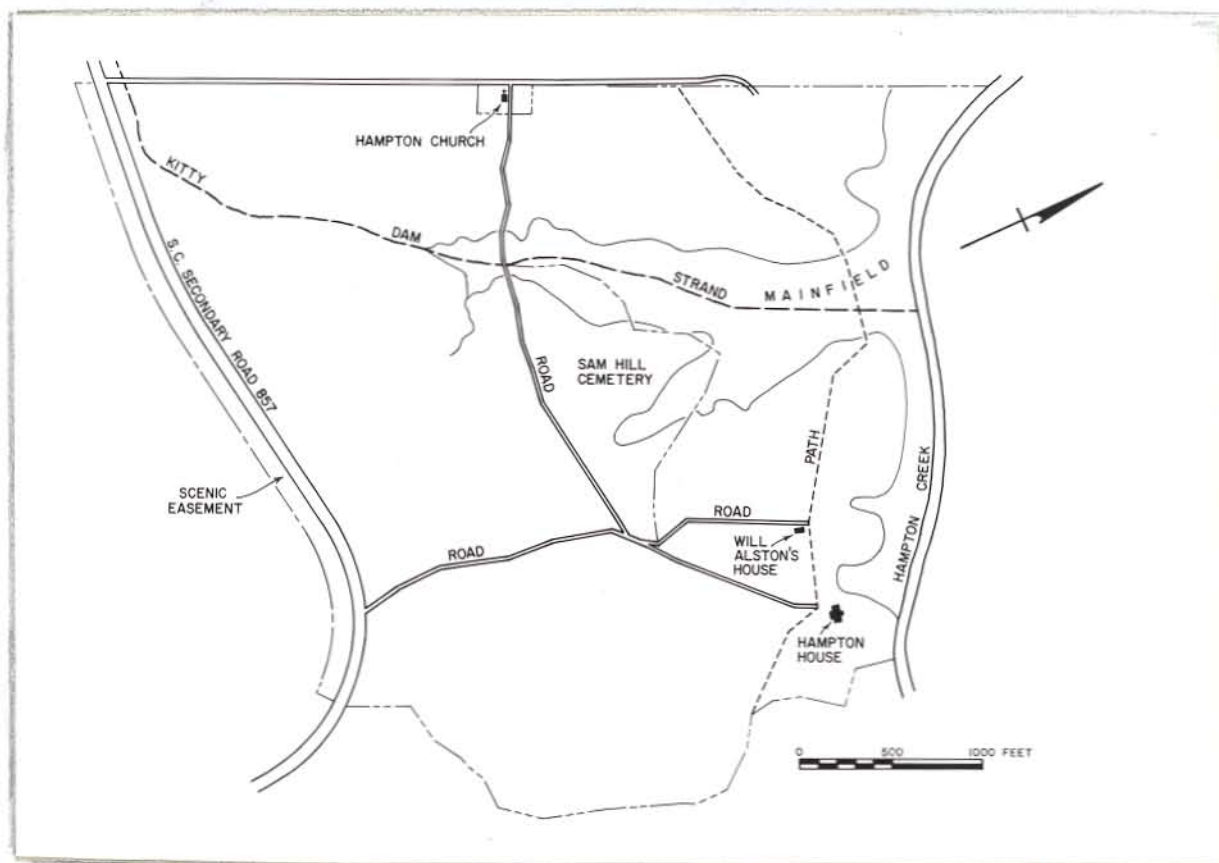 HAMPTON CHURCH
KITTY
DAM
STRAND
MAINFIELD
S.C. SECONDARY ROAD 857
ROAD
SAM HILL
CEMETERY
PATH
HAMPTON CREEK
SCENIC
EASEMENT
ROAD
ROAD
WILL
ALSTON'S
HOUSE
HAMPTON
HOUSE
0 500 1000 FEET